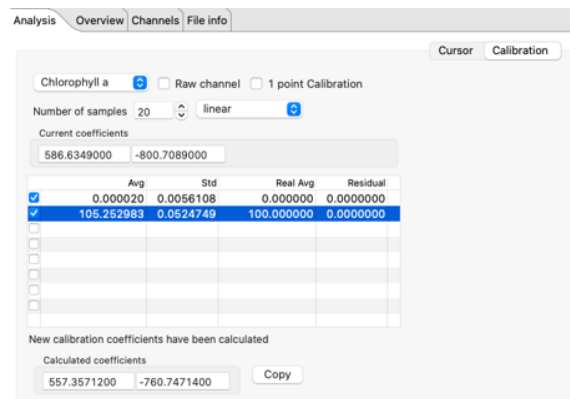 Analysis Overview Channels File info
Cursor Calibration
Chlorophyll a Raw channel 1 point Calibration
Number of samples 20 linear
Current coefficients
586.6349000 -800.7089000
Avg Std Real Avg Residual
0.000020 0.0056108 0.000000 0.0000000
105.252983 0.0524749 100.000000 0.0000000
New calibration coefficients have been calculated
Calculated coefficients
557.3571200 -760.7471400 Copy